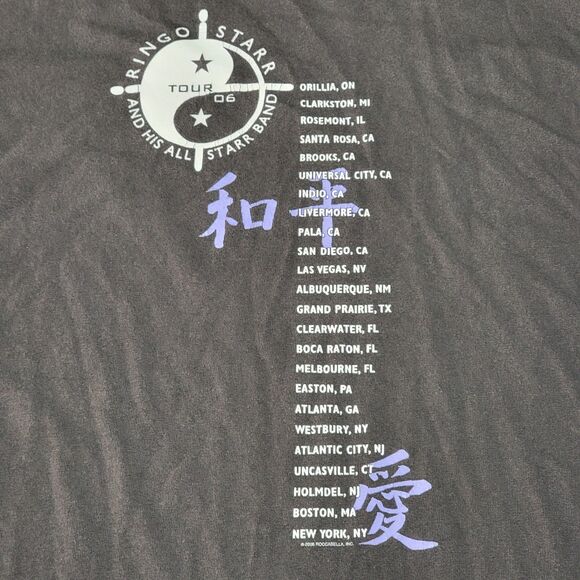 RINGO STARR
AND HIS ALL STARR BAND
TOUR
06
ORILLIA, ON
CLARKSTON, MI
ROSEMONT, IL
SANTA ROSA, CA
BROOKS, CA
UNIVERSAL CITY, CA
INDIO, CA
LIVERMORE, CA
PALA, CA
SAN DIEGO, CA
LAS VEGAS, NV
ALBUQUERQUE, NM
GRAND PRAIRIE, TX
CLEARWATER, FL
BOCA RATON, FL
MELBOURNE, FL
EASTON, PA
ATLANTA, GA
WESTBURY, NY
ATLANTIC CITY, NJ
UNCASVILLE, CT
HOLMDEL, NJ
BOSTON, MA
NEW YORK, NY
© 2006 ROCCABELLA, INC.
和平
愛